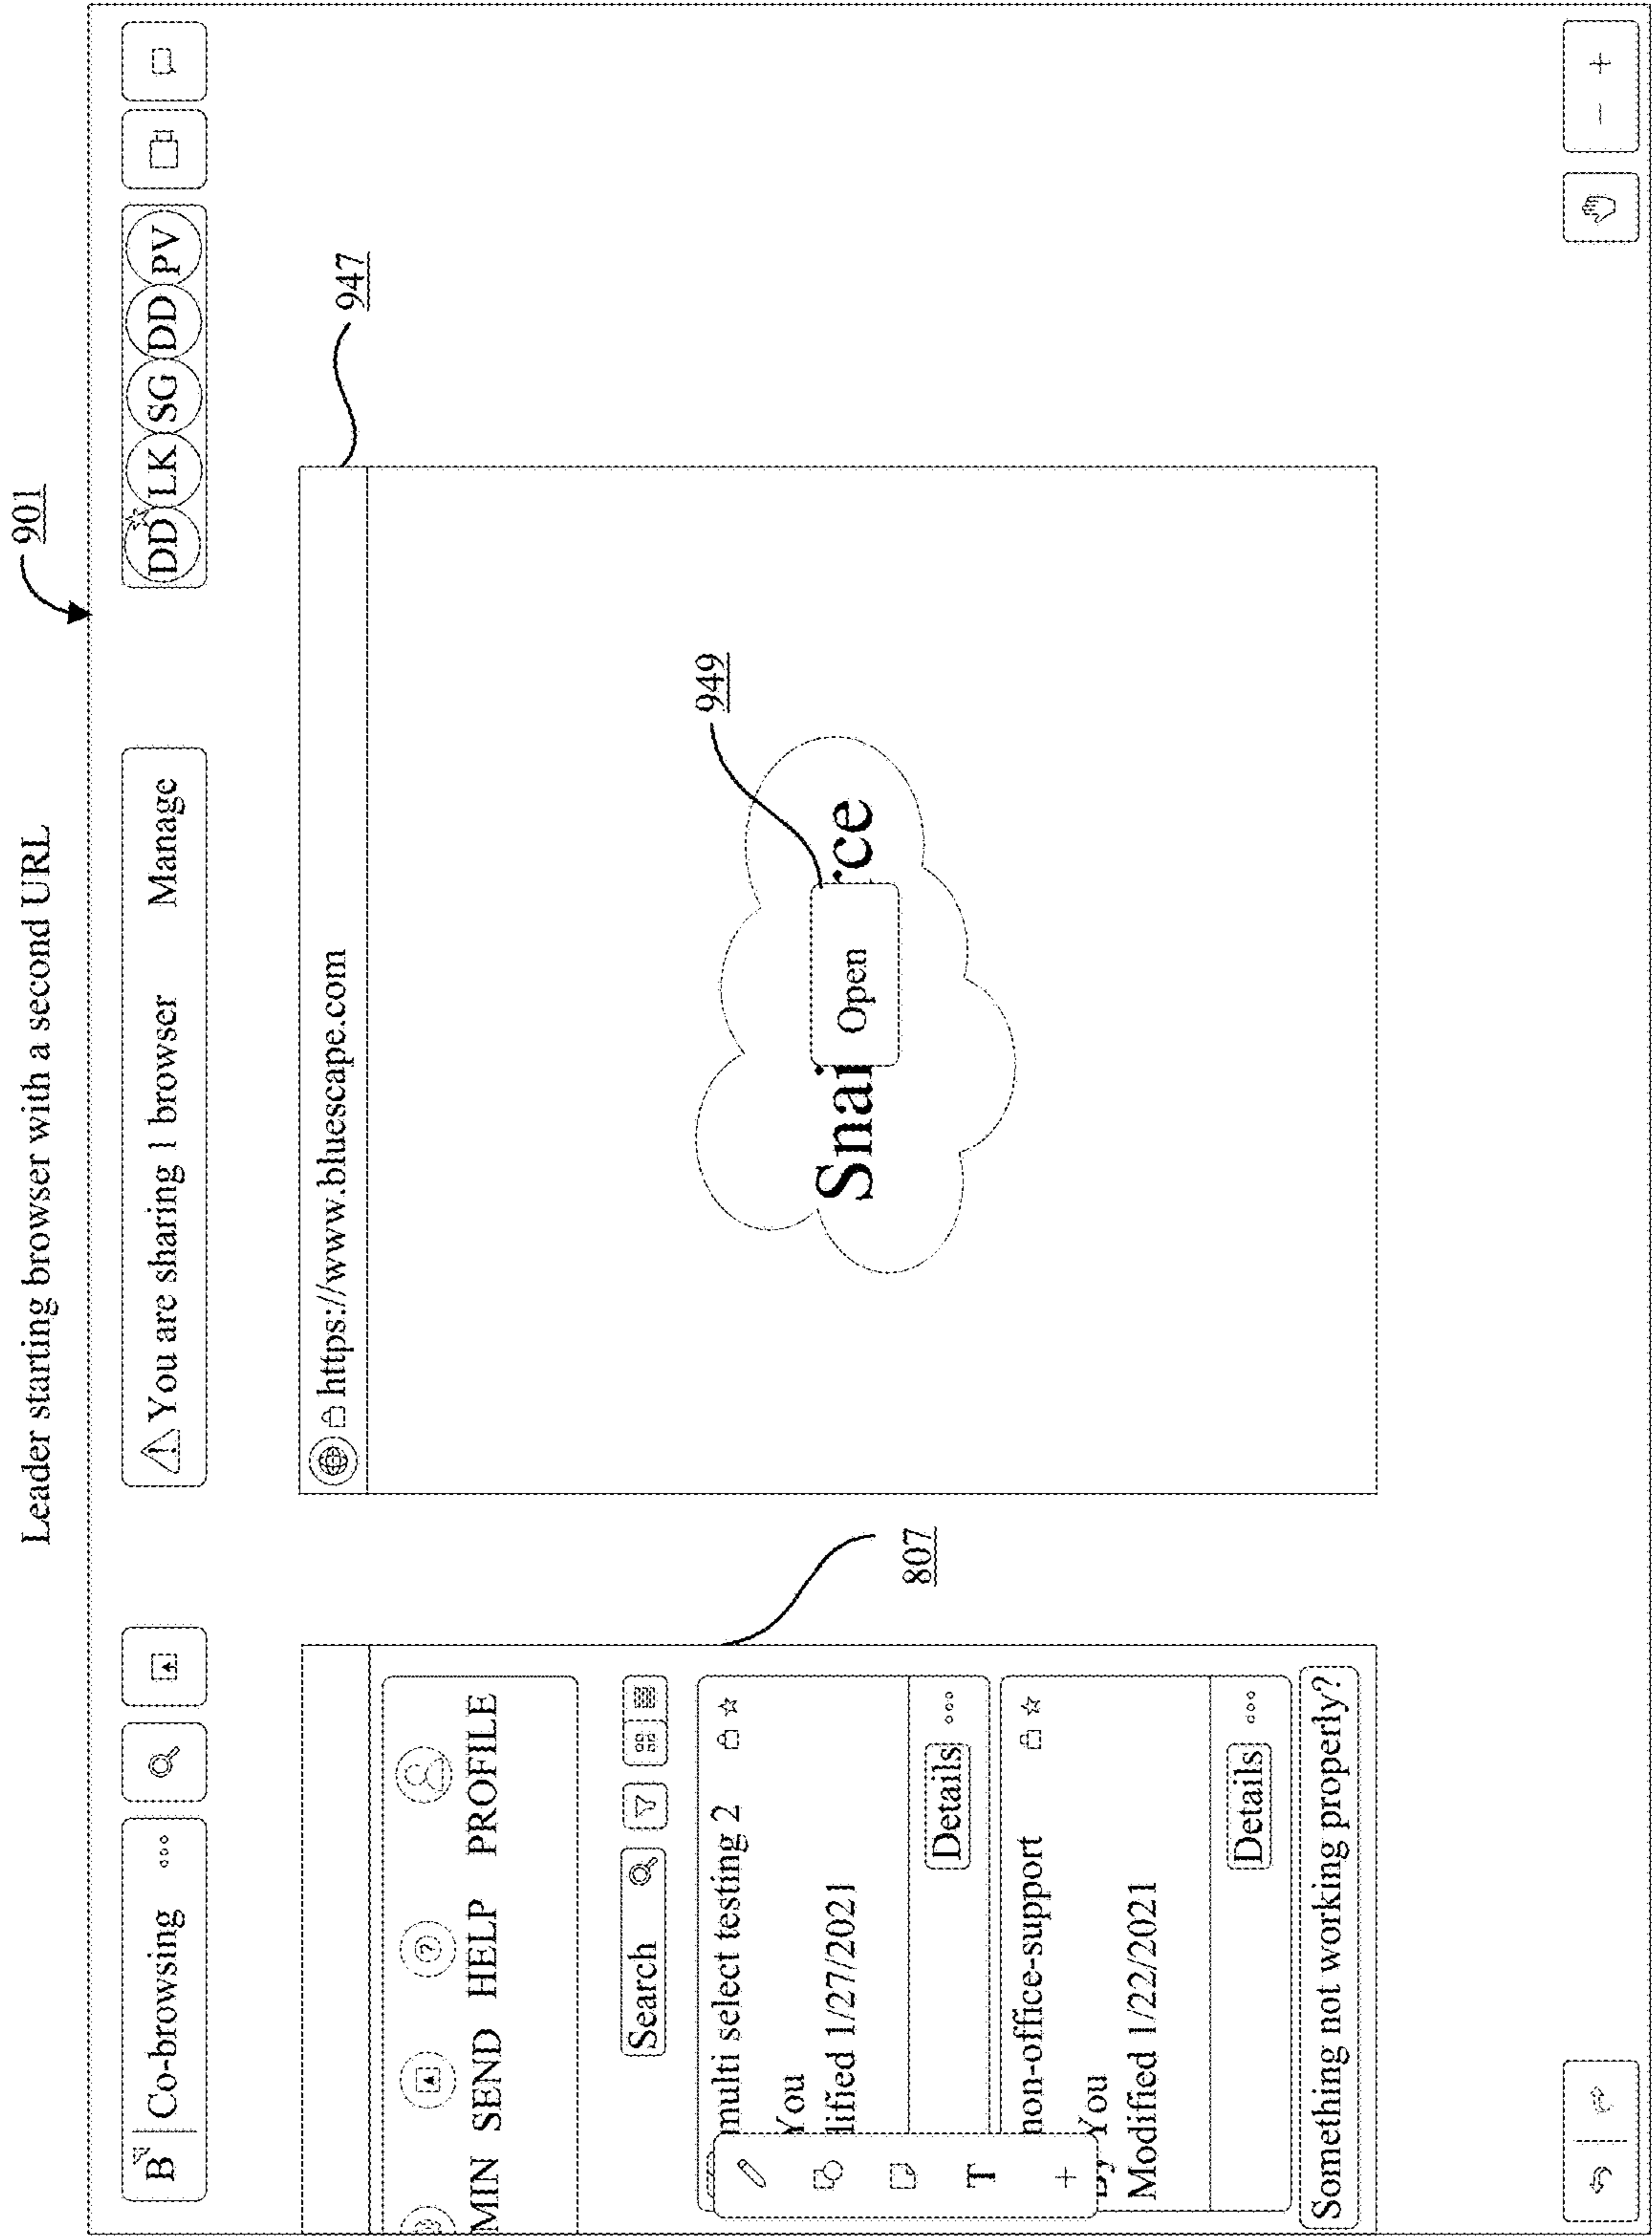 Leader starting browser with a second URL
901
B Co-browsing
You are sharing 1 browser Manage
DD LK SG DD PV
947
https://www.bluescape.com
MIN SEND HELP PROFILE
Search
multi select testing 2
You
lified 1/27/2021
Details
non-office-support
By You
Modified 1/22/2021
Details
Something not working properly?
T
807
949
Snai
Open
rce